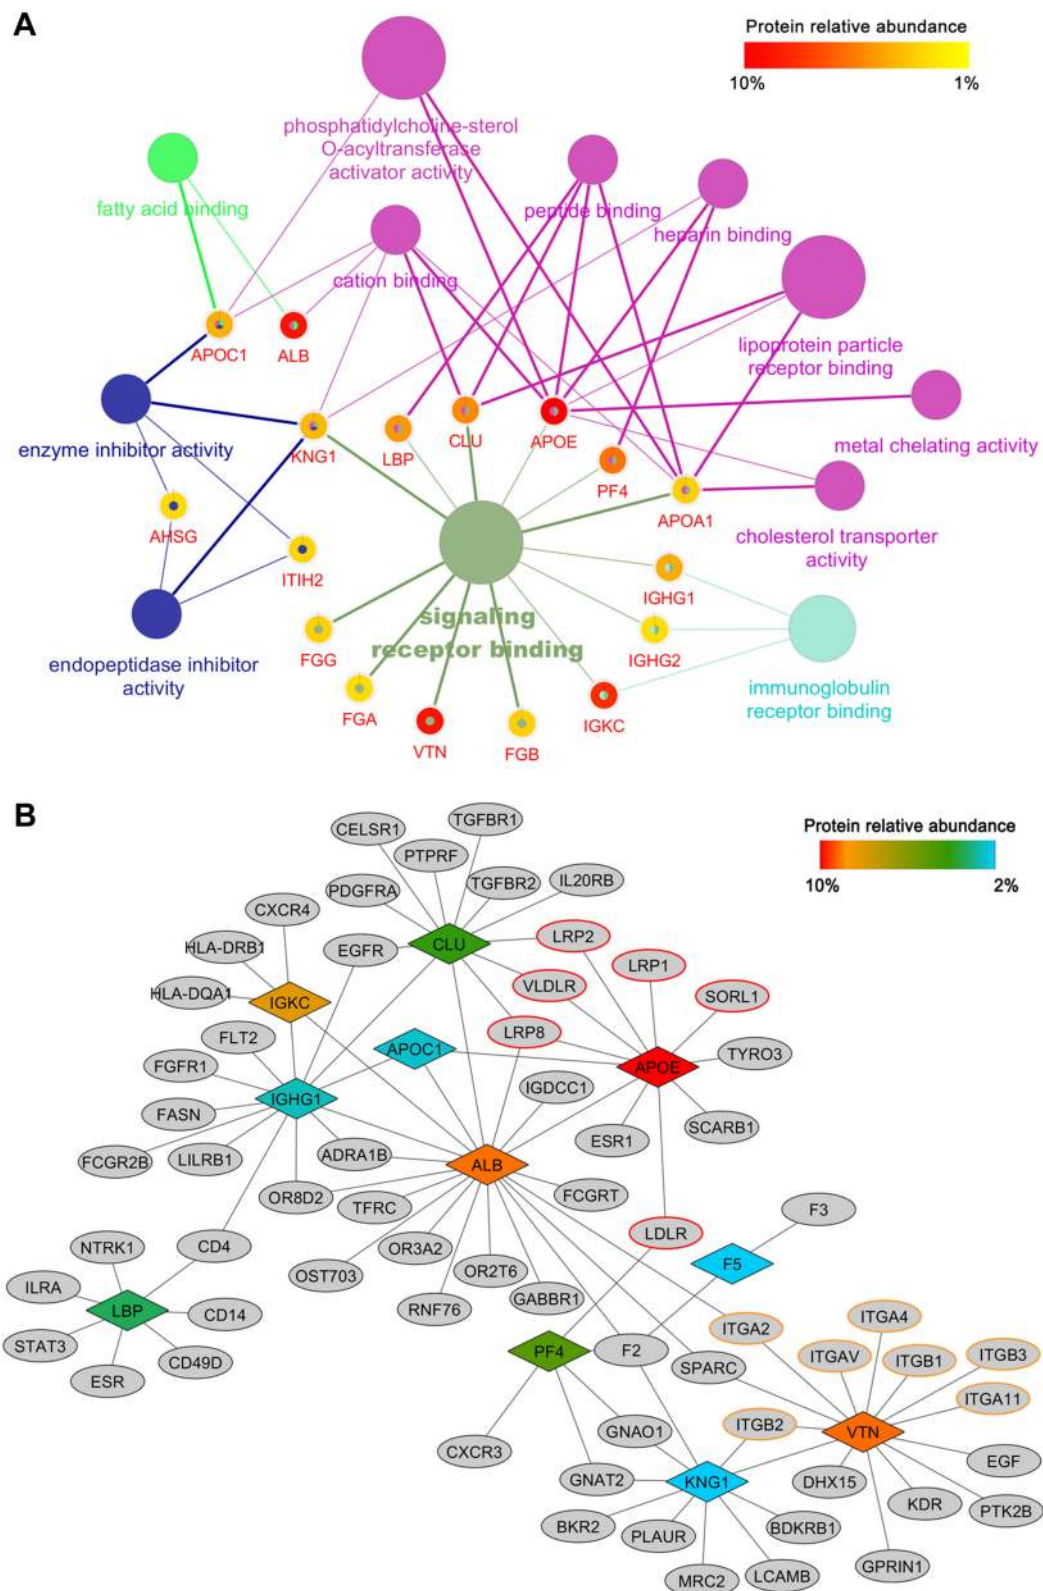 A
Protein relative abundance
10%
1%
phosphatidylcholine-sterol
O-acyltransferase
activator activity
fatty acid binding
peptide binding
heparin binding
cation binding
lipoprotein particle
receptor binding
APOC1
ALB
metal chelating activity
enzyme inhibitor activity
KNG1
LBP
CLU
APOE
PF4
APOA1
cholesterol transporter
activity
AHSG
ITIH2
IGHG1
signaling
receptor binding
FGG
IGHG2
endopeptidase inhibitor
activity
FGA
IGKC
immunoglobulin
receptor binding
VTN
FGB
B
Protein relative abundance
10%
2%
CELSR1
TGFBR1
PTPRF
PDGFRA
TGFBR2
IL20RB
CXCR4
HLA-DRB1
EGFR
CLU
LRP2
LRP1
HLA-DQA1
IGKC
VLDLR
SORL1
FLT2
APOC1
LRP8
TYRO3
FGFR1
APOE
IGHG1
IGDCC1
FASN
ESR1
SCARB1
FCGR2B
LILRB1
ADRA1B
ALB
OR8D2
TFRC
FCGRT
F3
NTRK1
CD4
OR3A2
LDLR
OST703
OR2T6
F5
ILRA
GABBR1
LBP
CD14
RNF76
STAT3
CD49D
ITGA2
ITGA4
ESR
PF4
F2
SPARC
ITGAV
ITGB1
ITGB3
ITGA11
CXCR3
GNAO1
ITGB2
VTN
GNAT2
KNG1
DHX15
EGF
BKR2
PLAUR
BDKRB1
KDR
PTK2B
MRC2
LCAMB
GPRIN1